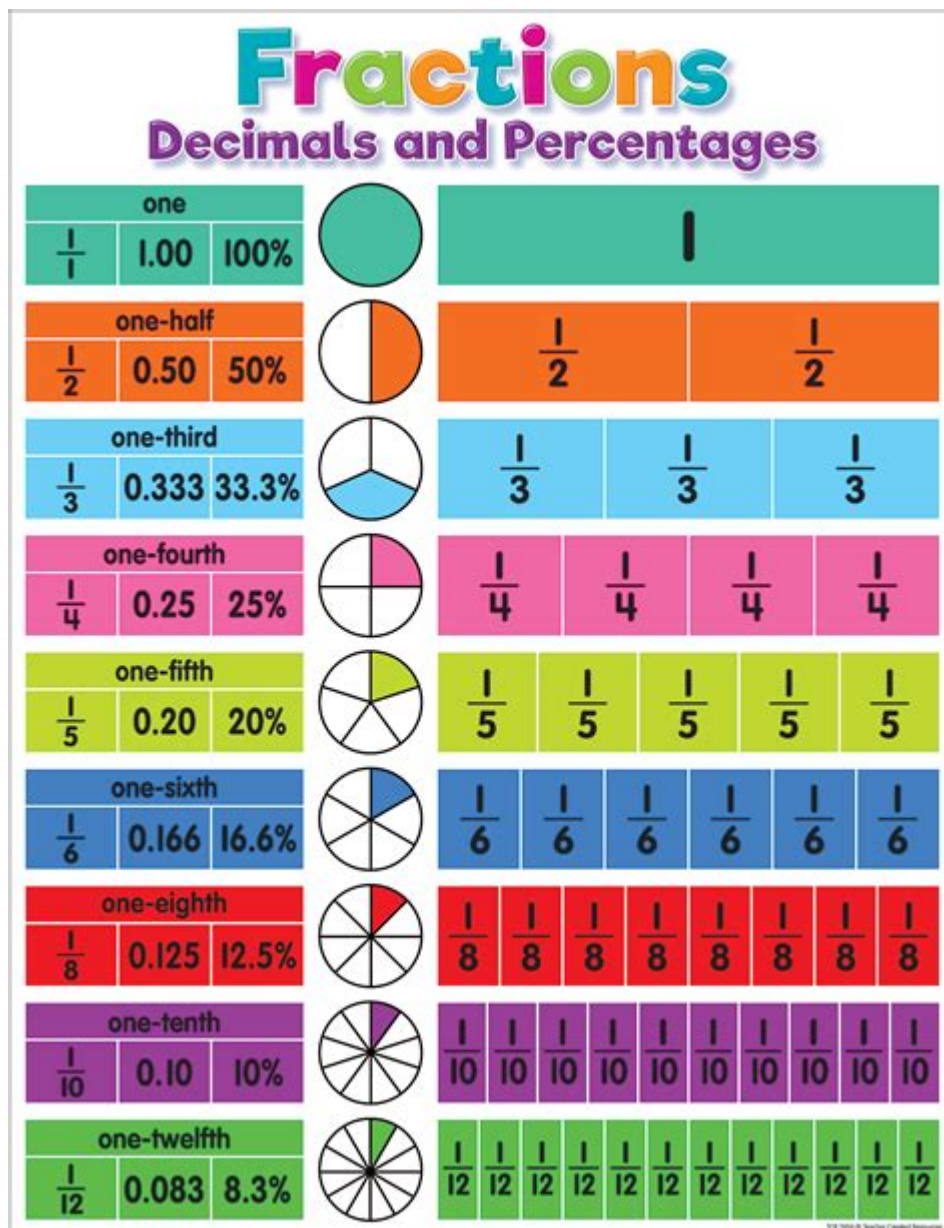 Fractions
Decimals and Percentages
one
1/1 1.00 100%
1
one-half
1/2 0.50 50%
1/2 1/2
one-third
1/3 0.333 33.3%
1/3 1/3 1/3
one-fourth
1/4 0.25 25%
1/4 1/4 1/4 1/4
one-fifth
1/5 0.20 20%
1/5 1/5 1/5 1/5 1/5
one-sixth
1/6 0.166 16.6%
1/6 1/6 1/6 1/6 1/6 1/6
one-eighth
1/8 0.125 12.5%
1/8 1/8 1/8 1/8 1/8 1/8 1/8 1/8
one-tenth
1/10 0.10 10%
1/10 1/10 1/10 1/10 1/10 1/10 1/10 1/10 1/10 1/10
one-twelfth
1/12 0.083 8.3%
1/12 1/12 1/12 1/12 1/12 1/12 1/12 1/12 1/12 1/12 1/12 1/12
Teacher Created Resources